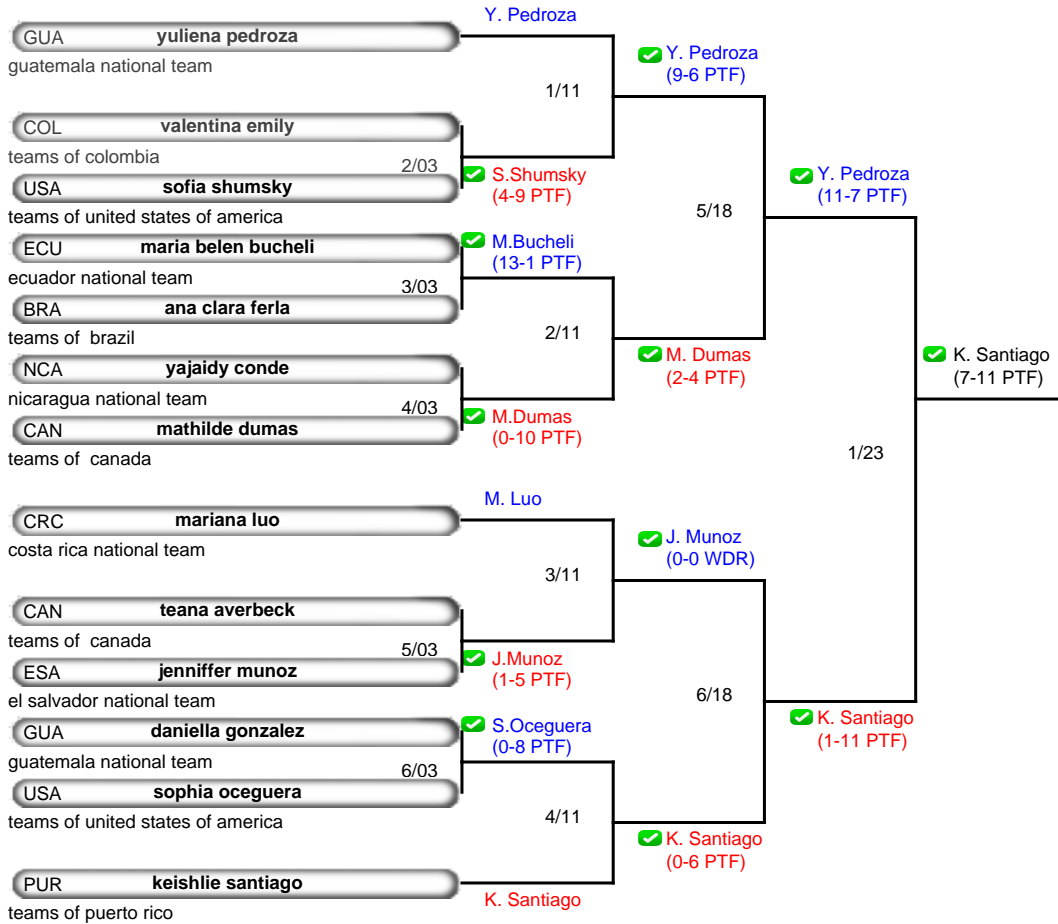 Y. Pedroza
GUA yuliena pedroza
guatemala national team
Y. Pedroza
(9-6 PTF)
1/11
COL valentina emily
teams of colombia
2/03
S.Shumsky
(4-9 PTF)
USA sofia shumsky
teams of united states of america
Y. Pedroza
(11-7 PTF)
5/18
ECU maria belen bucheli
ecuador national team
M.Bucheli
(13-1 PTF)
3/03
BRA ana clara ferla
teams of  brazil
2/11
M. Dumas
(2-4 PTF)
NCA yajaidy conde
nicaragua national team
4/03
M.Dumas
(0-10 PTF)
CAN mathilde dumas
teams of  canada
K. Santiago
(7-11 PTF)
1/23
M. Luo
CRC mariana luo
costa rica national team
J. Munoz
(0-0 WDR)
3/11
CAN teana averbeck
teams of  canada
5/03
J.Munoz
(1-5 PTF)
ESA jenniffer munoz
el salvador national team
6/18
K. Santiago
(1-11 PTF)
GUA daniella gonzalez
guatemala national team
S.Oceguera
(0-8 PTF)
6/03
USA sophia oceguera
teams of united states of america
4/11
K. Santiago
(0-6 PTF)
PUR keishlie santiago
teams of puerto rico
K. Santiago